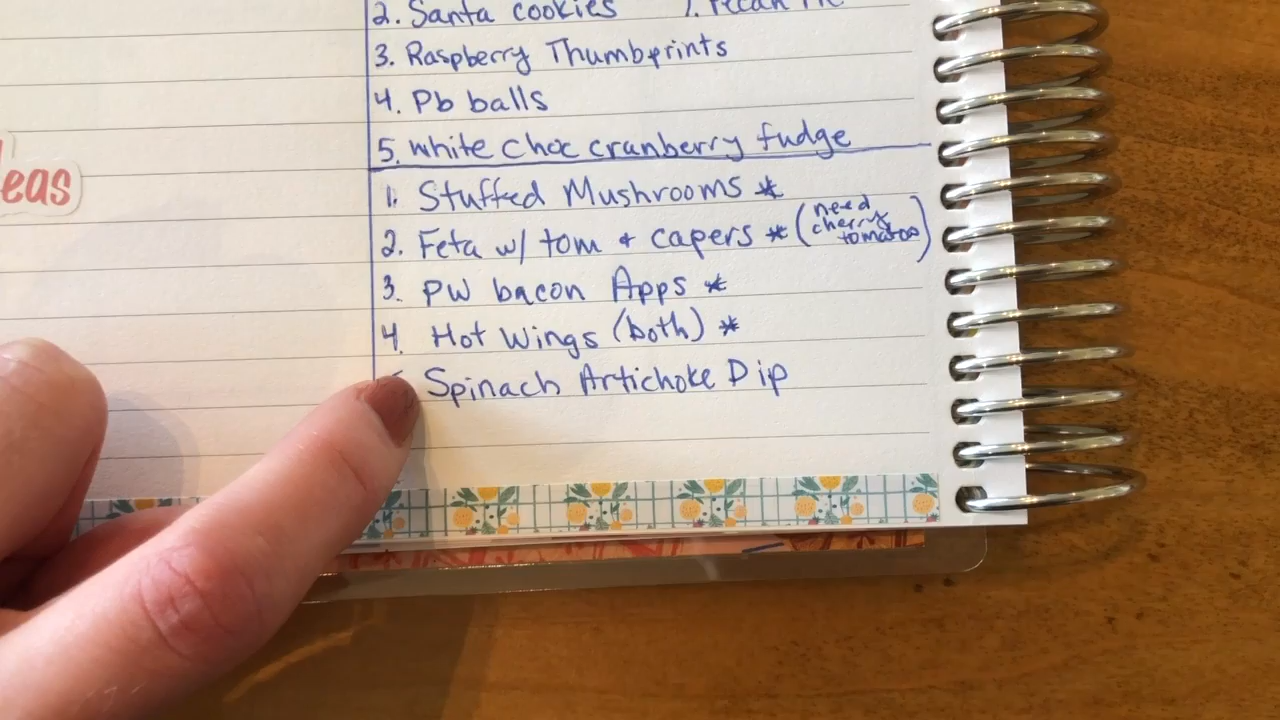 2. Santa cookies
3. Raspberry Thumbprints
4. Pb balls
5. white choc cranberry fudge
eas
1. Stuffed Mushrooms *
2. Feta w/ tom + capers * (need cherry tomatoes)
3. PW bacon Apps *
4. Hot Wings (both) *
Spinach Artichoke Dip